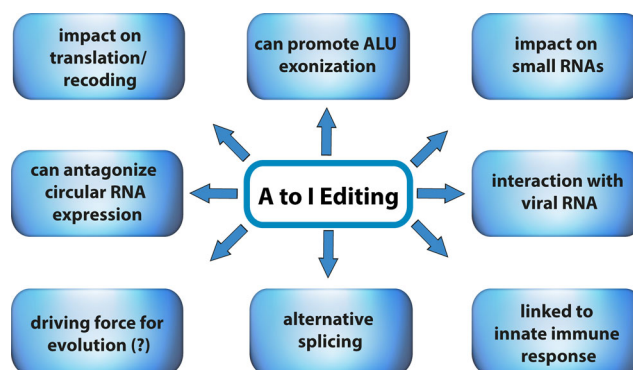 impact on
translation/
recoding
can promote ALU
exonization
impact on
small RNAs
can antagonize
circular RNA
expression
A to I Editing
interaction with
viral RNA
driving force for
evolution (?)
alternative
splicing
linked to
innate immune
response